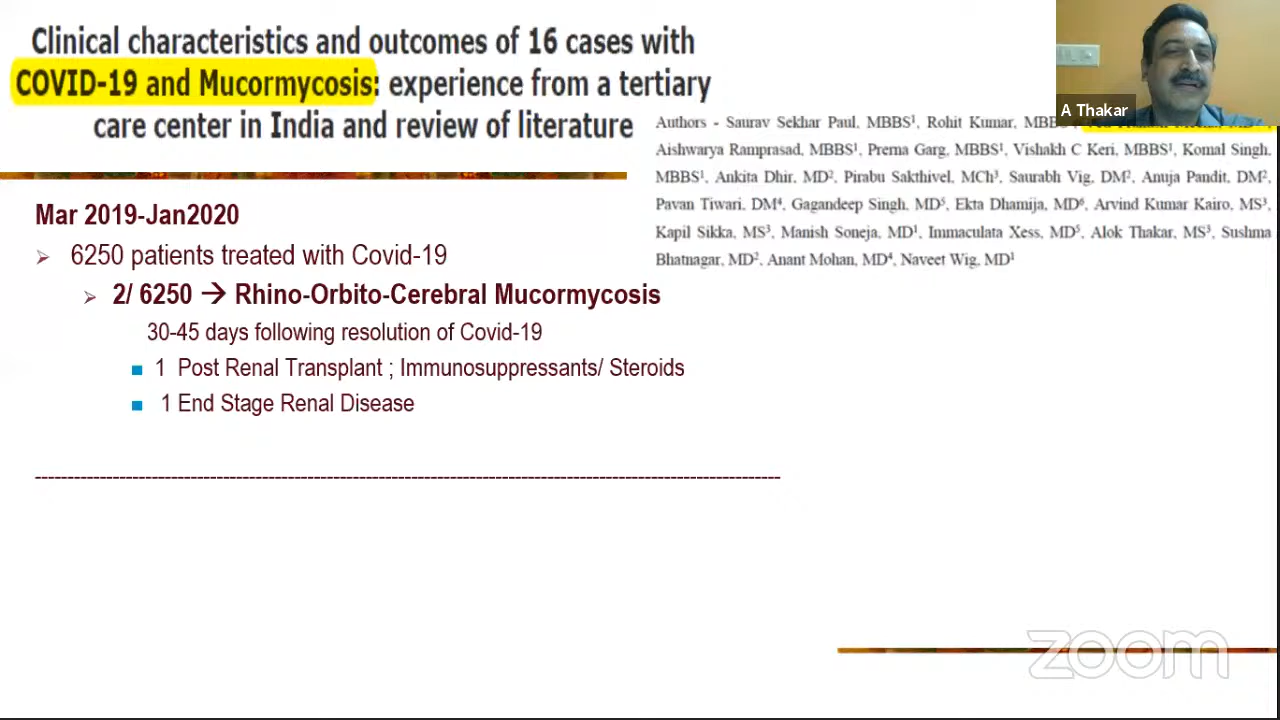 Clinical characteristics and outcomes of 16 cases with
COVID-19 and Mucormycosis: experience from a tertiary
care center in India and review of literature
A Thakar
Authors - Saurav Sekhar Paul, MBBS¹, Rohit Kumar, MBBS
Aishwarya Ramprasad, MBBS¹, Prerna Garg, MBBS¹, Vishakh C Keri, MBBS¹, Komal Singh,
MBBS¹, Ankita Dhir, MD², Pirabu Sakthivel, MCh³, Saurabh Vig, DM², Anuja Pandit, DM²,
Pavan Tiwari, DM⁴, Gagandeep Singh, MD⁵, Ekta Dhamija, MD⁶, Arvind Kumar Kairo, MS³,
Kapil Sikka, MS³, Manish Soneja, MD¹, Immaculata Xess, MD⁵, Alok Thakar, MS³, Sushma
Bhatnagar, MD², Anant Mohan, MD⁴, Naveet Wig, MD¹
Mar 2019-Jan2020
➢ 6250 patients treated with Covid-19
➢ 2/ 6250 → Rhino-Orbito-Cerebral Mucormycosis
30-45 days following resolution of Covid-19
■ 1 Post Renal Transplant ; Immunosuppressants/ Steroids
■ 1 End Stage Renal Disease
zoom